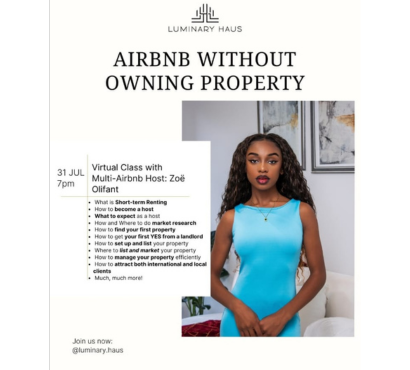 LUMINARY HAUS
AIRBNB WITHOUT
OWNING PROPERTY
31 JUL
7pm
Virtual Class with
Multi-Airbnb Host: Zoë
Olifant
• What is Short-term Renting
• How to become a host
• What to expect as a host
• How and Where to do market research
• How to find your first property
• How to get your first YES from a landlord
• How to set up and list your property
• Where to list and market your property
• How to manage your property efficiently
• How to attract both international and local
clients
• Much, much more!
Join us now:
@luminary.haus